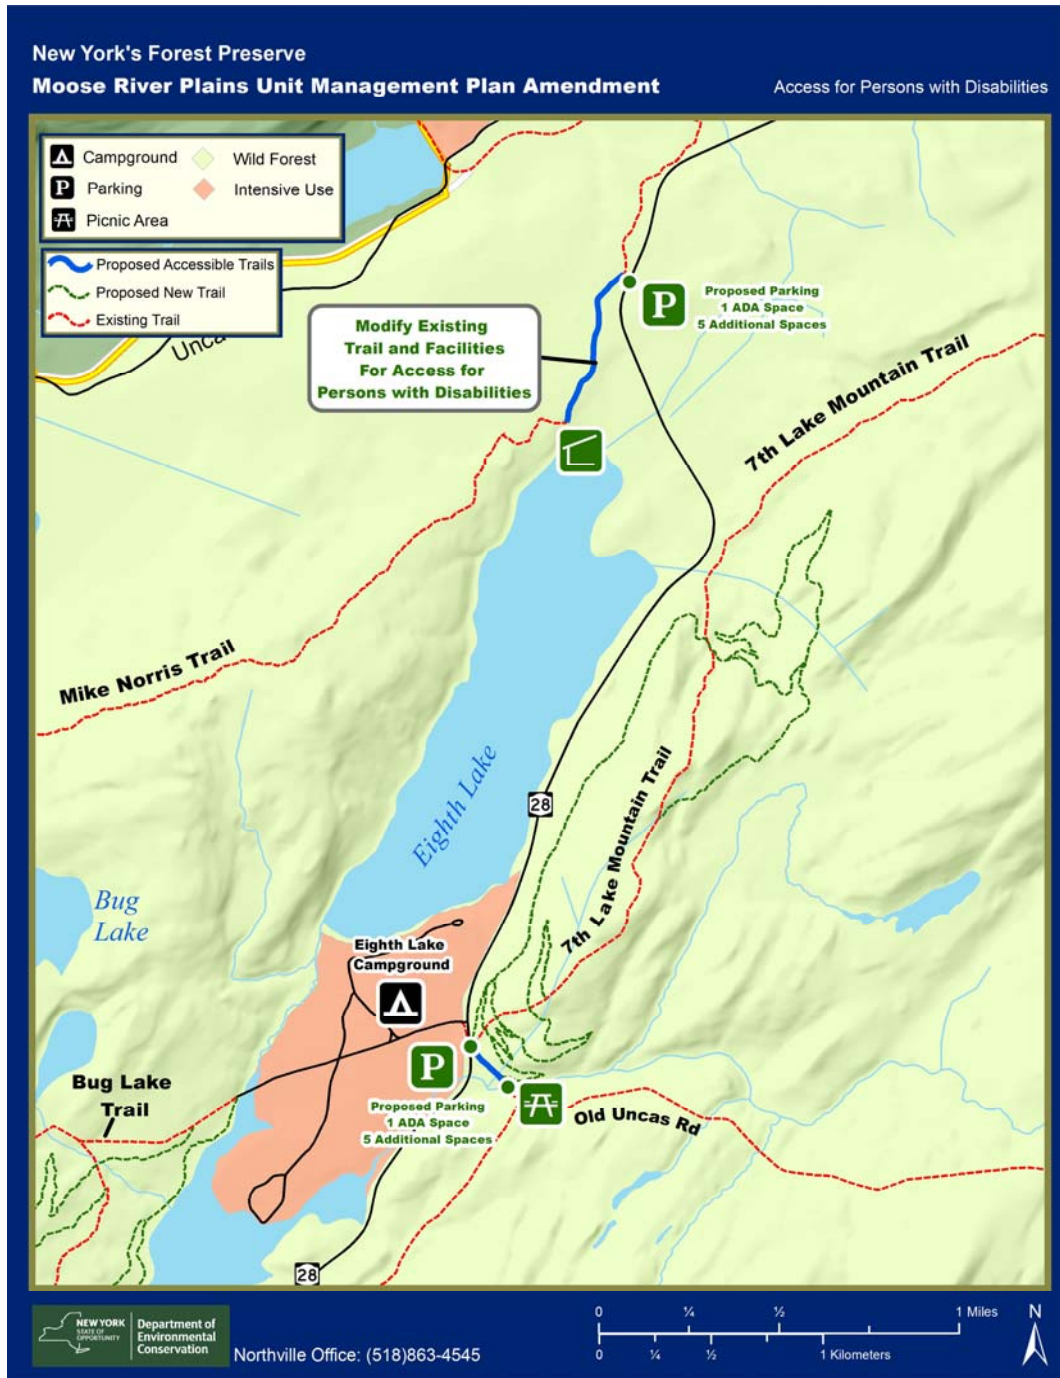 New York's Forest Preserve
Moose River Plains Unit Management Plan Amendment
Access for Persons with Disabilities
Campground
Wild Forest
P
Parking
Intensive Use
Picnic Area
Proposed Accessible Trails
Proposed New Trail
Existing Trail
Modify Existing
Trail and Facilities
For Access for
Persons with Disabilities
P
Proposed Parking
1 ADA Space
5 Additional Spaces
7th Lake Mountain Trail
Mike Norris Trail
Eighth Lake
28
7th Lake Mountain Trail
Bug
Lake
Eighth Lake
Campground
P
Proposed Parking
1 ADA Space
5 Additional Spaces
Bug Lake
Trail
Old Uncas Rd
28
NEW YORK
STATE OF
OPPORTUNITY
Department of
Environmental
Conservation
Northville Office: (518)863-4545
0 ¼ ½ 1 Miles
0 ¼ ½ 1 Kilometers
N